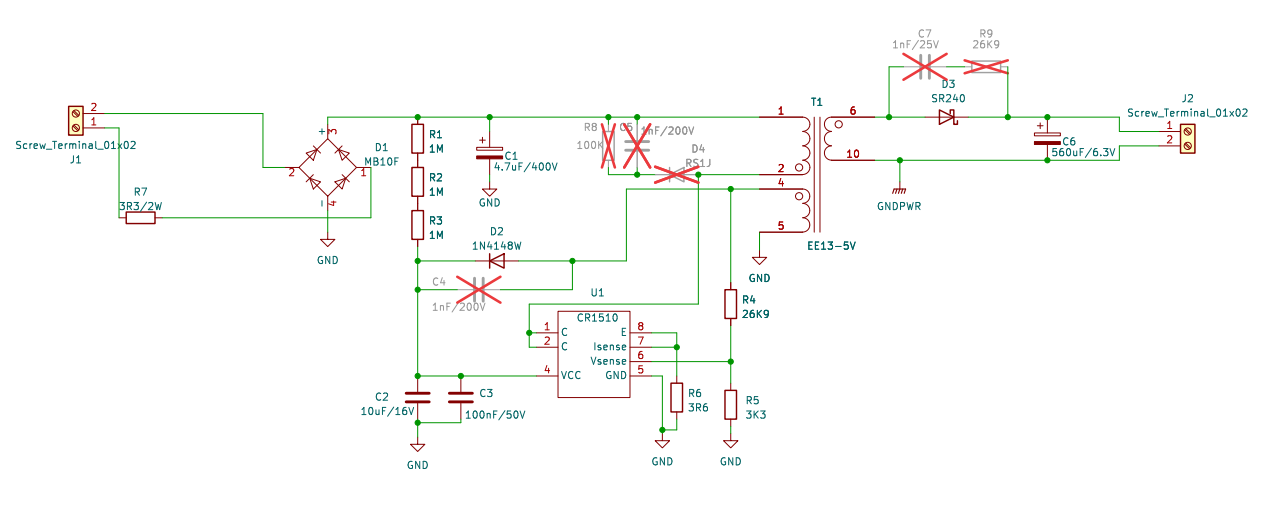 C7
1nF/25V
R9
26K9
D3
SR240
J2
Screw_Terminal_01x02
2
1
Screw_Terminal_01x02
J1
R7
3R3/2W
D1
MB10F
+
3
2
1
-
4
GND
R1
1M
R2
1M
R3
1M
+
C1
4.7uF/400V
GND
R8
100K
C5
1nF/200V
D4
RS1J
T1
1
2
4
5
6
10
EE13-5V
GND
GNDPWR
+
C6
560uF/6.3V
1
2
D2
1N4148W
C4
1nF/200V
U1
CR1510
1
C
2
C
4
VCC
E
8
Isense
7
Vsense
6
GND
5
R4
26K9
R6
3R6
R5
3K3
GND
GND
C2
10uF/16V
C3
100nF/50V
GND